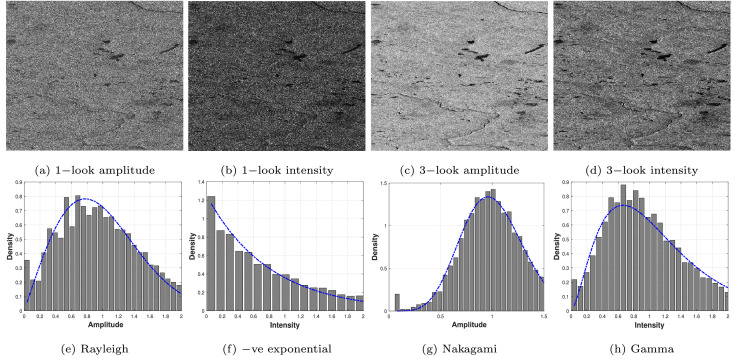 (a) 1−look amplitude
(b) 1−look intensity
(c) 3−look amplitude
(d) 3−look intensity
0.9
0.8
0.7
0.6
0.5
0.4
0.3
0.2
0.1
0
Density
0 0.2 0.4 0.6 0.8 1 1.2 1.4 1.6 1.8 2
Amplitude
1.4
1.2
1.0
0.8
0.6
0.4
0.2
0
Density
0 0.2 0.4 0.6 0.8 1 1.2 1.4 1.6 1.8 2
Intensity
1.5
1
0.5
0
Density
0 0.5 1 1.5
Amplitude
0.9
0.8
0.7
0.6
0.5
0.4
0.3
0.2
0.1
0
Density
0 0.2 0.4 0.6 0.8 1 1.2 1.4 1.6 1.8 2
Intensity
(e) Rayleigh
(f) −ve exponential
(g) Nakagami
(h) Gamma